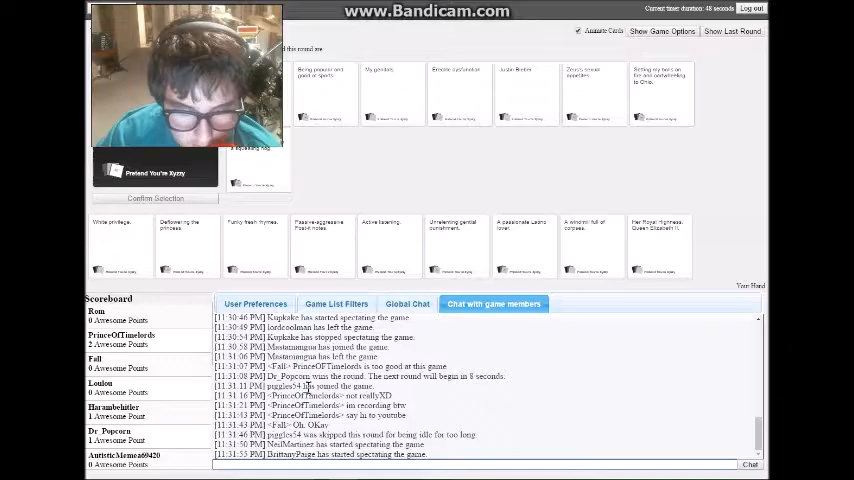 www.Bandicam.com
Current timer duration: 48 seconds
Log out
Animate Cards
Show Game Options
Show Last Round
d this round are
Being popular and
good at sports.
My genitals.
Erectile dysfunction
Justin Bieber.
Zeus's sexual
appetites.
Setting my balls on
fire and cartwheeling
to Ohio.
a squealing hog.
Pretend You're Xyzzy
Confirm Selection
White privilege.
Deflowering the
princess.
Funky fresh rhymes.
Passive-aggressive
Post-it notes.
Active listening.
Unrelenting genital
punishment.
A passionate Latino
lover.
A windmill full of
corpses.
Her Royal Highness,
Queen Elizabeth II.
Your Hand
Scoreboard
User Preferences
Game List Filters
Global Chat
Chat with game members
Rom
0 Awesome Points
PrinceOfTimelords
2 Awesome Points
Fall
0 Awesome Points
Loulou
0 Awesome Points
Harambehitler
1 Awesome Points
Dr_Popcorn
1 Awesome Points
AutisticMemea69420
0 Awesome Points
[11:30:46 PM] Kupkake has started spectating the game
[11:30:49 PM] lordcoolman has left the game.
[11:30:54 PM] Kupkake has stopped spectating the game.
[11:30:58 PM] Mastamangua has joined the game.
[11:31:06 PM] Mastamangua has left the game
[11:31:07 PM] <Fall> PrinceOFTimelords is too good at this game
[11:31:08 PM] Dr_Popcorn wins the round. The next round will begin in 8 seconds.
[11:31:11 PM] piggles54 has joined the game.
[11:31:16 PM] <PrinceOfTimelords> not reallyXD
[11:31:21 PM] <PrinceOfTimelords> im recording btw
[11:31:43 PM] <PrinceOfTimelords> say hi to youtube
[11:31:43 PM] <Fall> Oh. OKay
[11:31:46 PM] piggles54 was skipped this round for being idle for too long
[11:31:50 PM] NeilMartinez has started spectating the game
[11:31:55 PM] BrittanyPaige has started spectating the game.
Chat